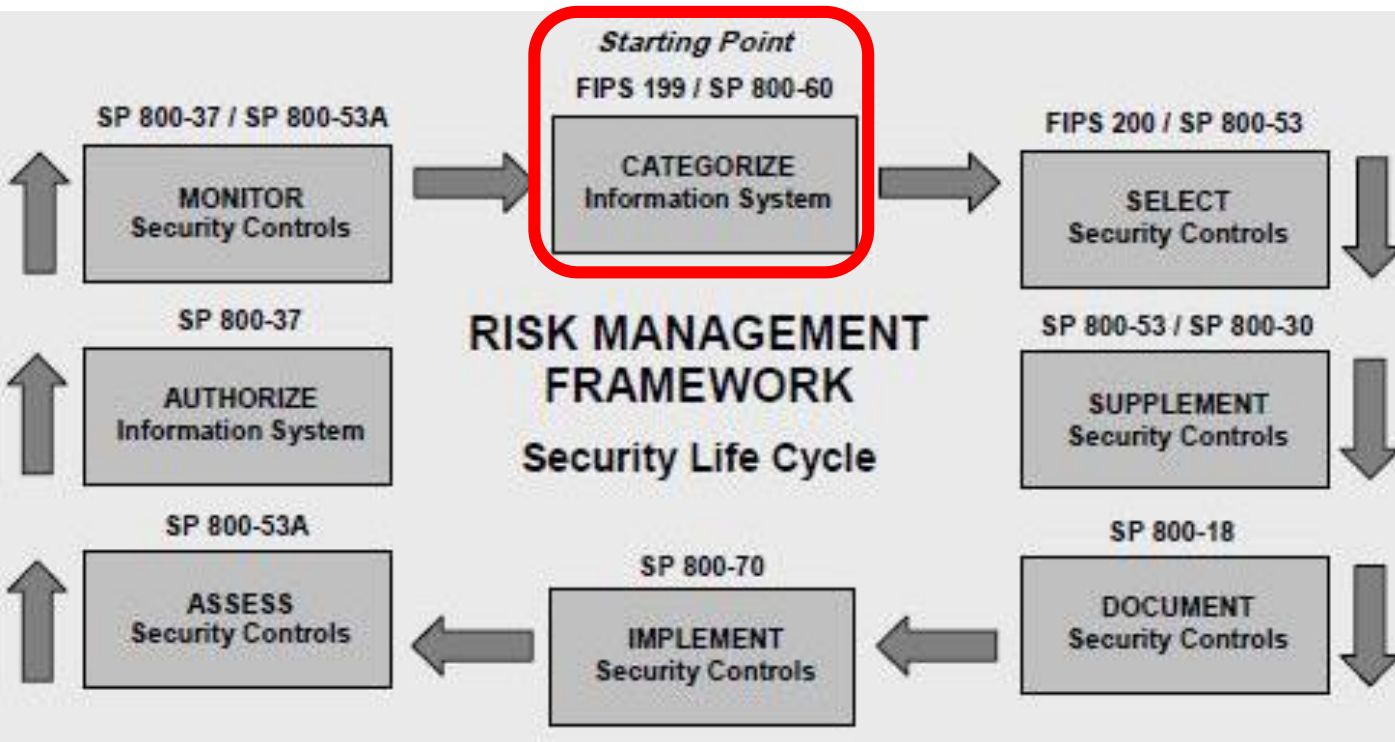 Starting Point
FIPS 199 / SP 800-60
CATEGORIZE
Information System
SP 800-37 / SP 800-53A
MONITOR
Security Controls
FIPS 200 / SP 800-53
SELECT
Security Controls
RISK MANAGEMENT
FRAMEWORK
Security Life Cycle
SP 800-37
AUTHORIZE
Information System
SP 800-53 / SP 800-30
SUPPLEMENT
Security Controls
SP 800-53A
ASSESS
Security Controls
SP 800-70
IMPLEMENT
Security Controls
SP 800-18
DOCUMENT
Security Controls